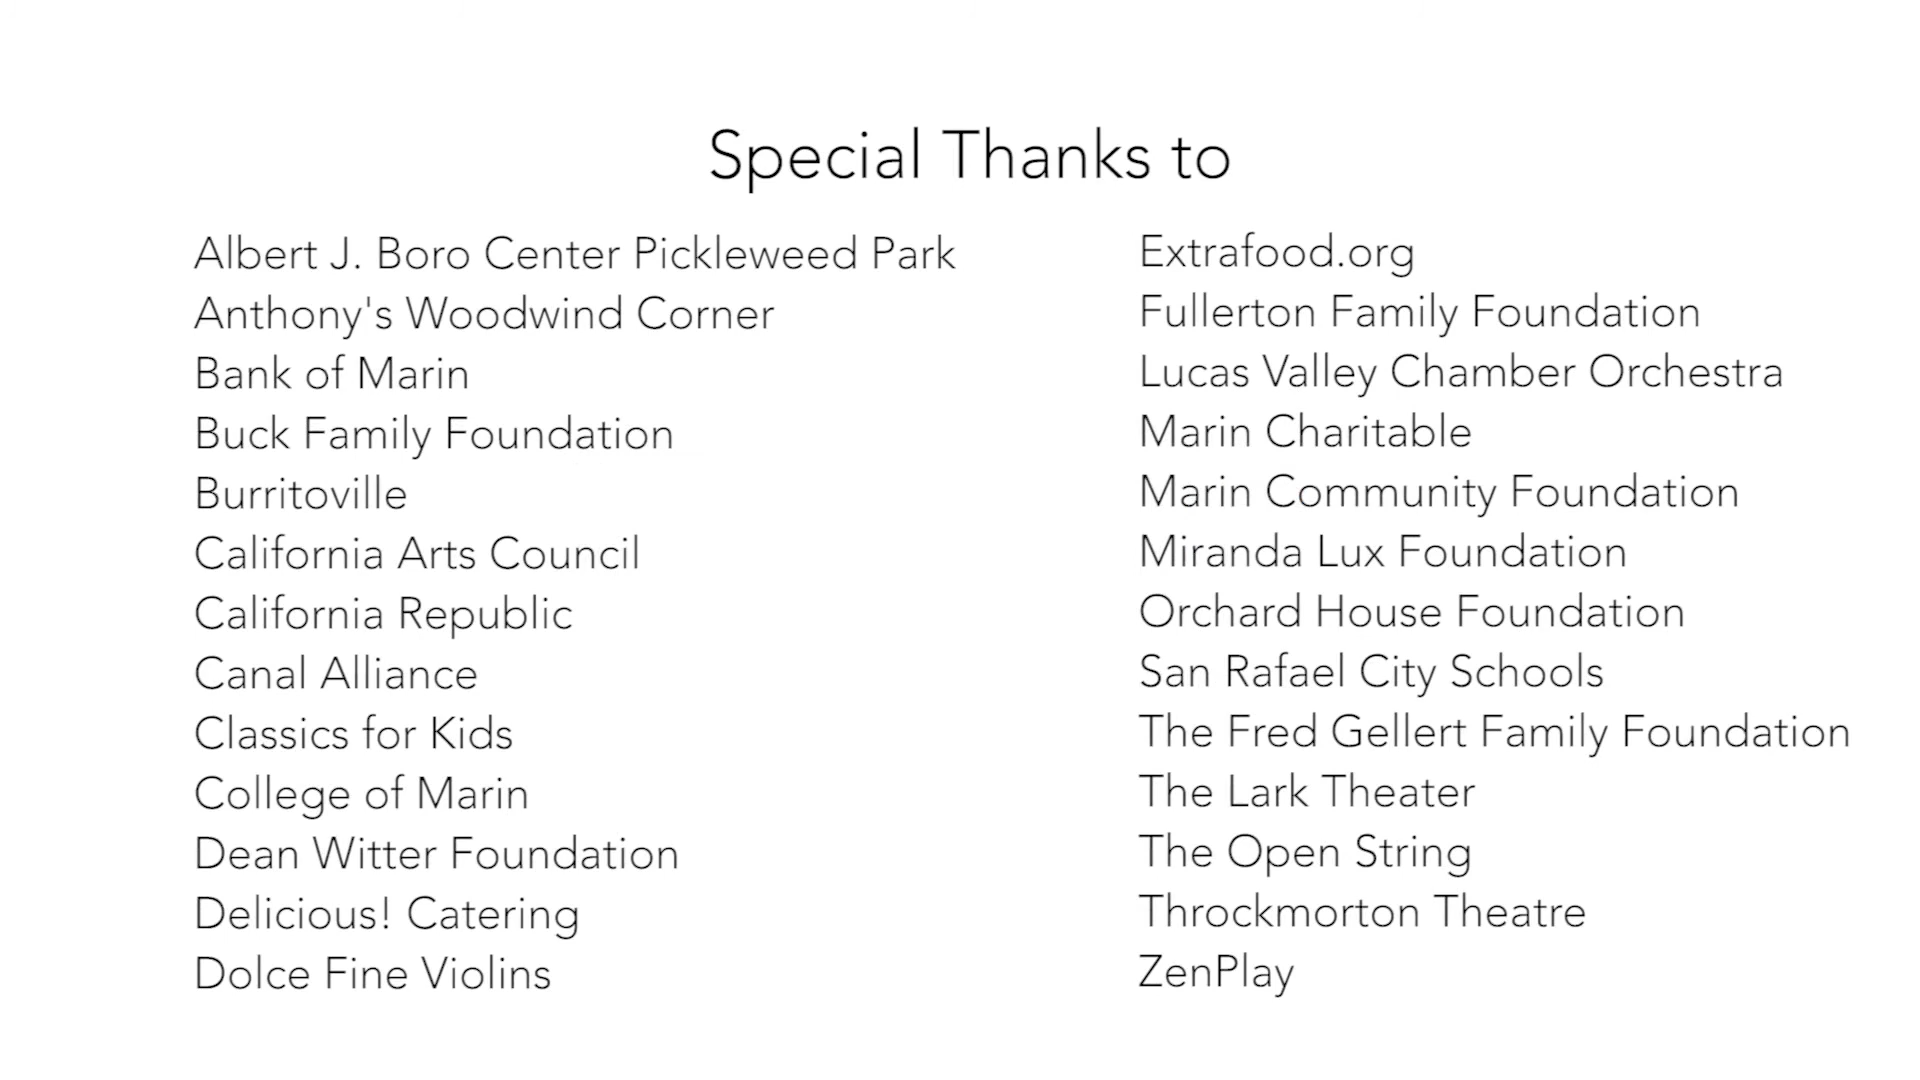 Special Thanks to
Albert J. Boro Center Pickleweed Park
Anthony's Woodwind Corner
Bank of Marin
Buck Family Foundation
Burritoville
California Arts Council
California Republic
Canal Alliance
Classics for Kids
College of Marin
Dean Witter Foundation
Delicious! Catering
Dolce Fine Violins
Extrafood.org
Fullerton Family Foundation
Lucas Valley Chamber Orchestra
Marin Charitable
Marin Community Foundation
Miranda Lux Foundation
Orchard House Foundation
San Rafael City Schools
The Fred Gellert Family Foundation
The Lark Theater
The Open String
Throckmorton Theatre
ZenPlay